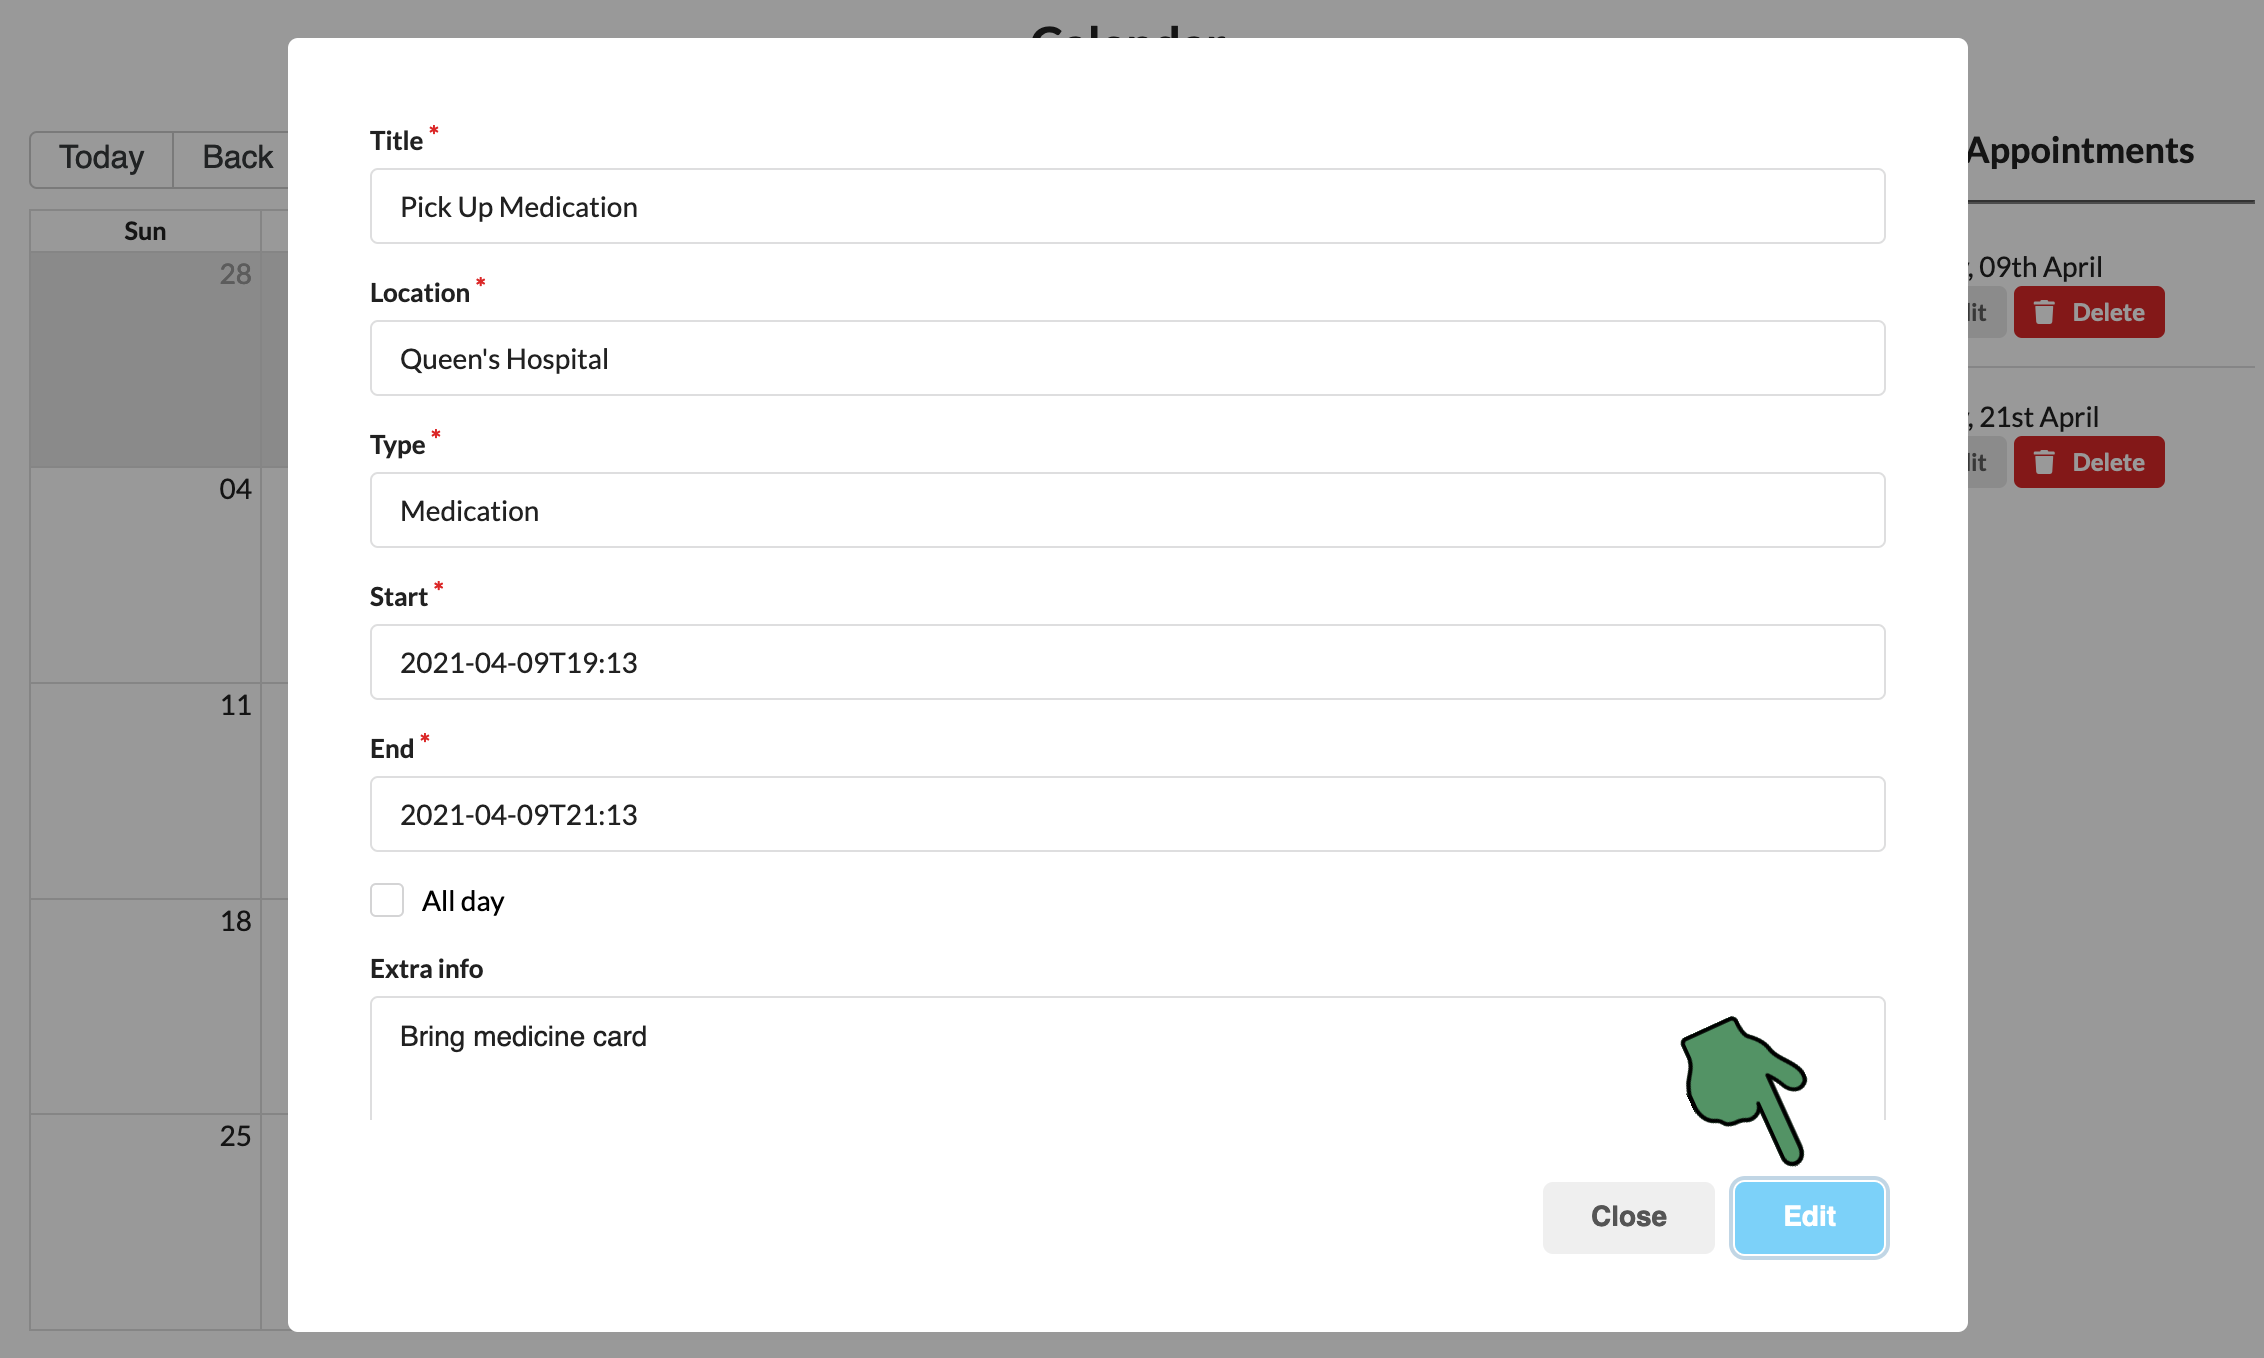 Calendar
Today
Back
Appointments
Sun
28
04
11
18
25
, 09th April
Delete
, 21st April
Delete
Title *
Pick Up Medication
Location *
Queen's Hospital
Type *
Medication
Start *
2021-04-09T19:13
End *
2021-04-09T21:13
All day
Extra info
Bring medicine card
Close
Edit